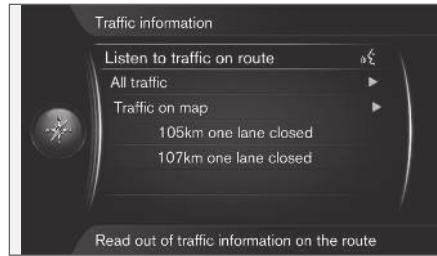 Traffic information
Listen to traffic on route
All traffic
Traffic on map
105km one lane closed
107km one lane closed
Read out of traffic information on the route